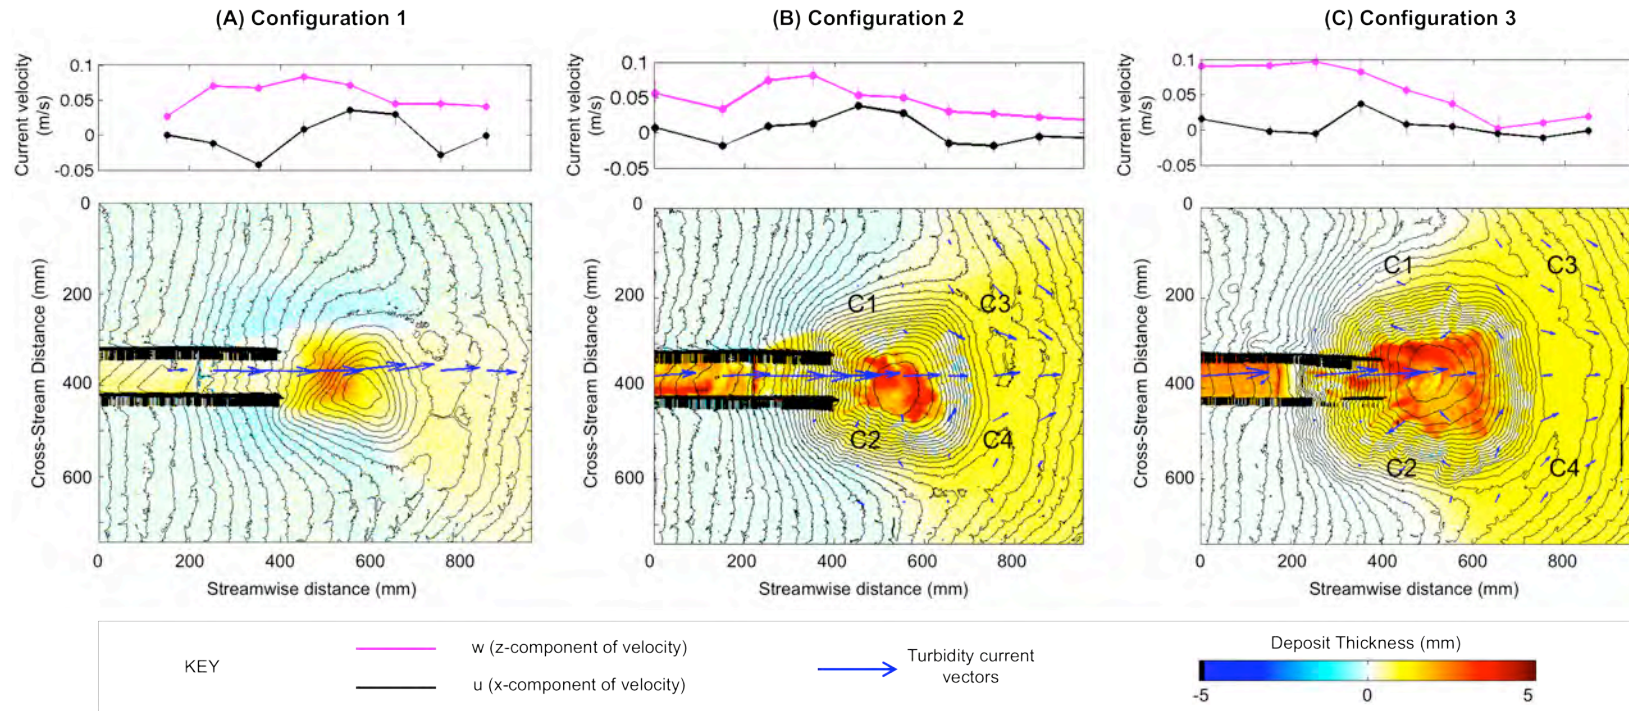 (A) Configuration 1
(B) Configuration 2
(C) Configuration 3
Current velocity
(m/s)
0.1
0.05
0
-0.05
Current velocity
(m/s)
0.1
0.05
0
-0.05
Current velocity
(m/s)
0.1
0.05
0
-0.05
Cross-Stream Distance (mm)
0
200
400
600
0
200
400
600
800
Streamwise distance (mm)
Cross-Stream Distance (mm)
0
200
400
600
C1
C3
C2
C4
0
200
400
600
800
Streamwise distance (mm)
Cross-Stream Distance (mm)
0
200
400
600
C1
C3
C2
C4
0
200
400
600
800
Streamwise distance (mm)
KEY
w (z-component of velocity)
u (x-component of velocity)
Turbidity current
vectors
Deposit Thickness (mm)
-5
0
5